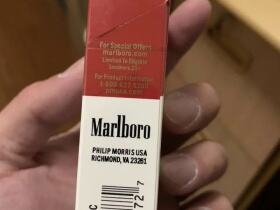 For Special Offers
marlboro.com
Limited To Eligible
Smokers 21+
For Product Information
Marlboro
PHILIP MORRIS USA
RICHMOND, VA 23261
C
727